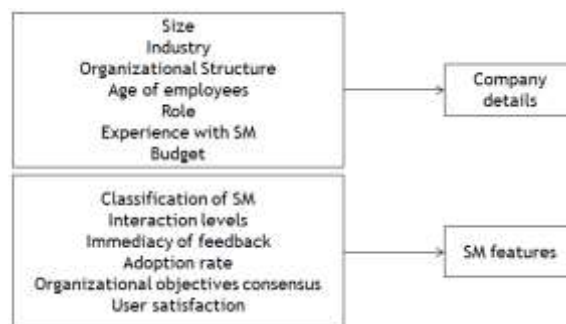 Size
Industry
Organizational Structure
Age of employees
Role
Experience with SM
Budget
Company
details
Classification of SM
Interaction levels
Immediacy of feedback
Adoption rate
Organizational objectives consensus
User satisfaction
SM features